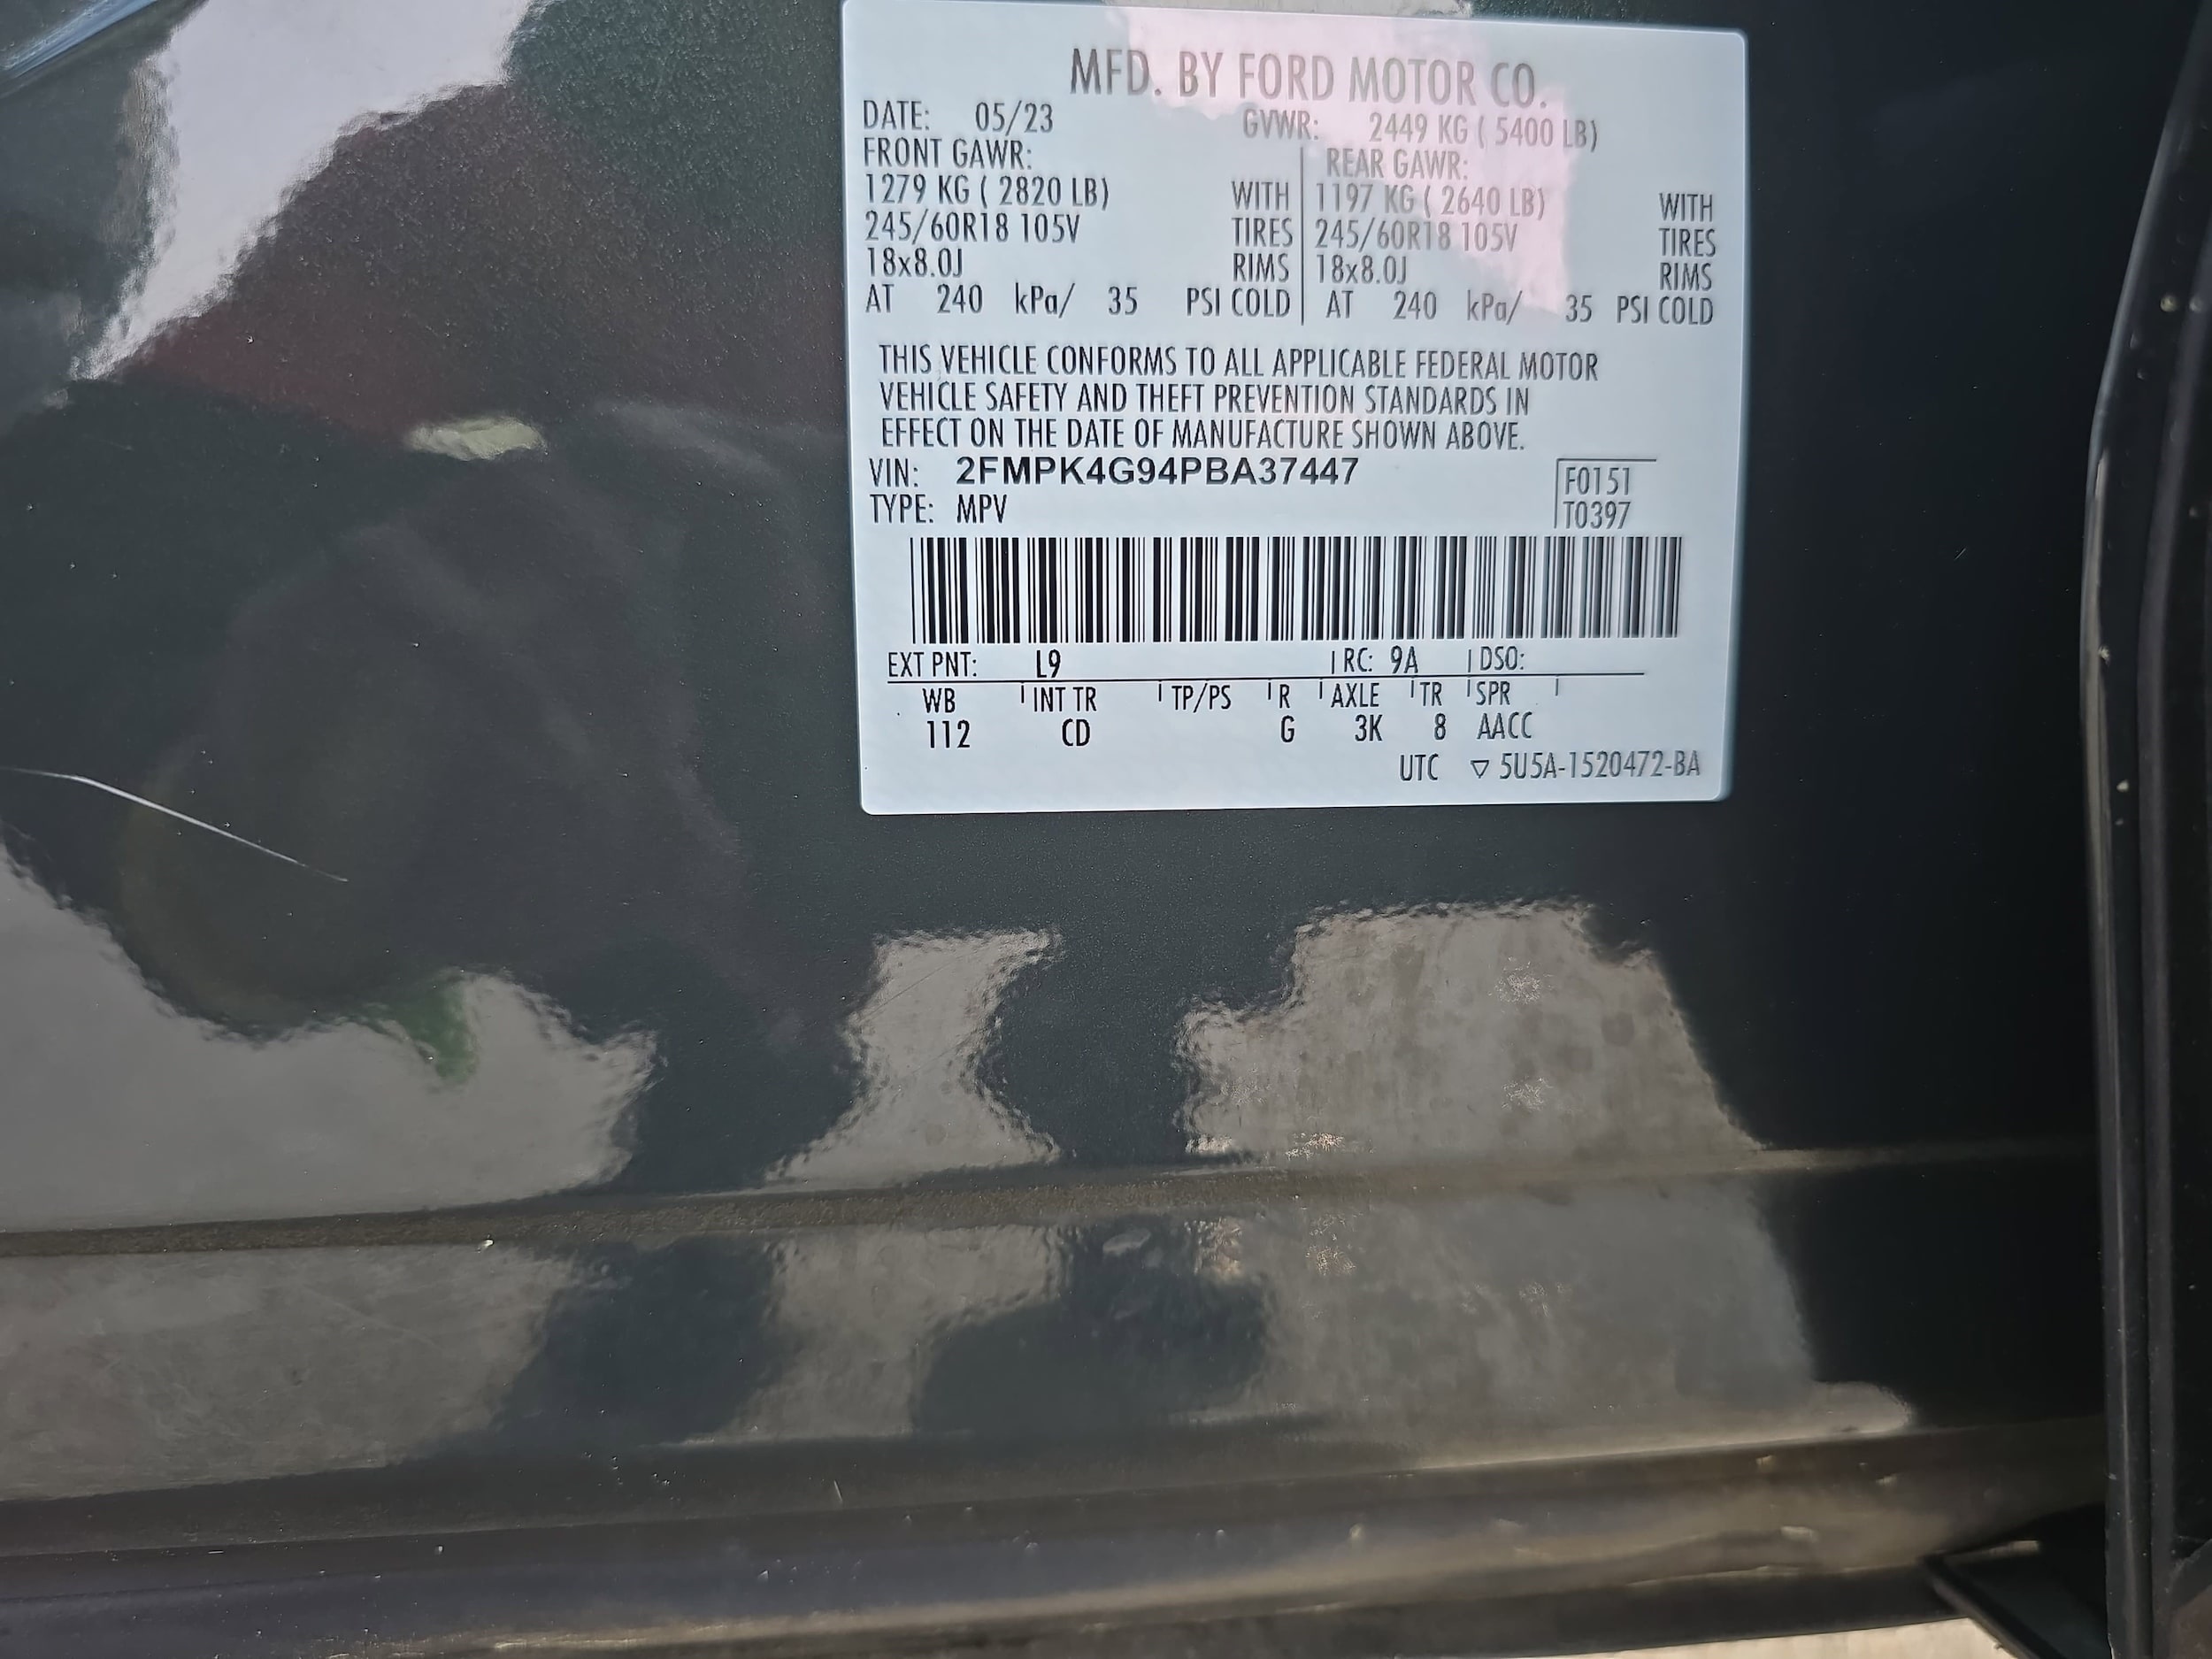 MFD. BY FORD MOTOR CO.
DATE: 05/23 GVWR: 2449 KG ( 5400 LB)
FRONT GAWR: REAR GAWR:
1279 KG ( 2820 LB) WITH 1197 KG ( 2640 LB) WITH
245/60R18 105V TIRES 245/60R18 105V TIRES
18x8.0J RIMS 18x8.0J RIMS
AT 240 kPa/ 35 PSI COLD AT 240 kPa/ 35 PSI COLD
THIS VEHICLE CONFORMS TO ALL APPLICABLE FEDERAL MOTOR
VEHICLE SAFETY AND THEFT PREVENTION STANDARDS IN
EFFECT ON THE DATE OF MANUFACTURE SHOWN ABOVE.
VIN: 2FMPK4G94PBA37447 F0151
TYPE: MPV T0397
EXT PNT: L9 RC: 9A DSO:
WB INT TR TP/PS R AXLE TR SPR
112 CD G 3K 8 AACC
UTC ▽ 5U5A-1520472-BA